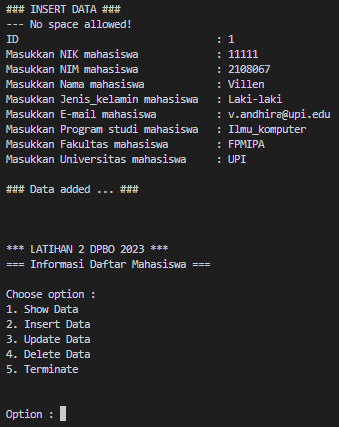 ### INSERT DATA ###
--- No space allowed!
ID : 1
Masukkan NIK mahasiswa : 11111
Masukkan NIM mahasiswa : 2108067
Masukkan Nama mahasiswa : Villen
Masukkan Jenis_kelamin mahasiswa : Laki-laki
Masukkan E-mail mahasiswa : v.andhira@upi.edu
Masukkan Program studi mahasiswa : Ilmu_komputer
Masukkan Fakultas mahasiswa : FPMIPA
Masukkan Universitas mahasiswa : UPI
### Data added ... ###
*** LATIHAN 2 DPBO 2023 ***
=== Informasi Daftar Mahasiswa ===
Choose option :
1. Show Data
2. Insert Data
3. Update Data
4. Delete Data
5. Terminate
Option :